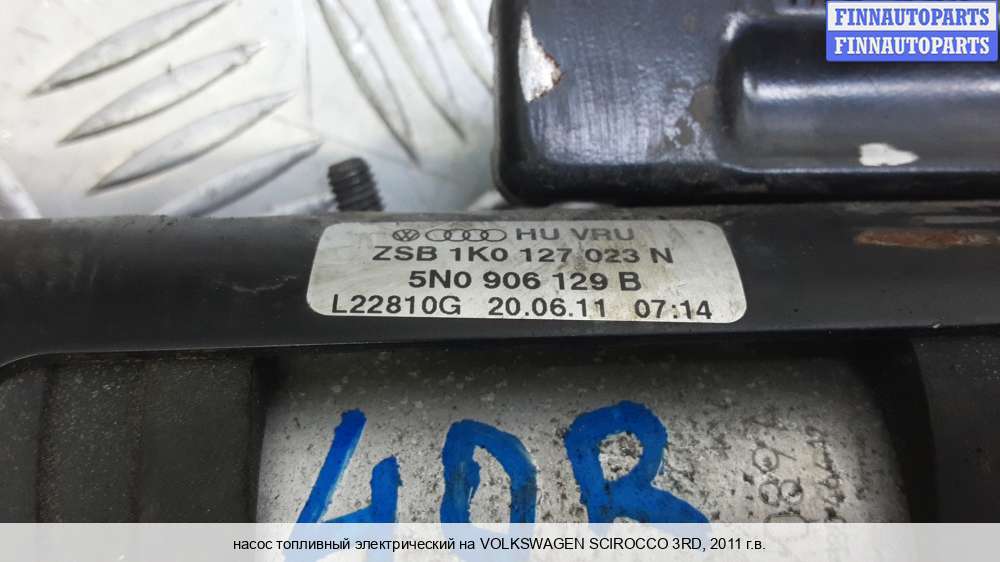 FINNAUTOPARTS
FINNAUTOPARTS
HU VRU
ZSB 1K0 127 023 N
5N0 906 129 B
L22810G 20.06.11 07:14
40B
насос топливный электрический на VOLKSWAGEN SCIROCCO 3RD, 2011 г.в.